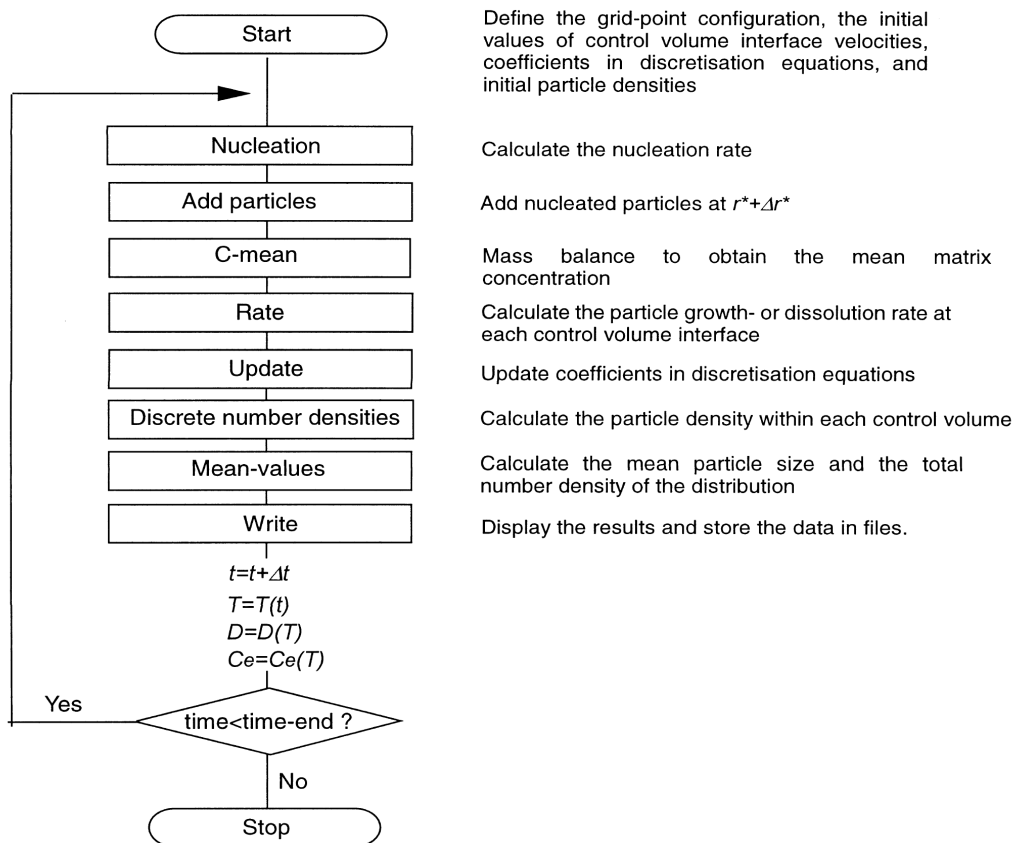 Start
Define the grid-point configuration, the initial
values of control volume interface velocities,
coefficients in discretisation equations, and
initial particle densities
Nucleation
Calculate the nucleation rate
Add particles
Add nucleated particles at r*+Δr*
C-mean
Mass balance to obtain the mean matrix
concentration
Rate
Calculate the particle growth- or dissolution rate at
each control volume interface
Update
Update coefficients in discretisation equations
Discrete number densities
Calculate the particle density within each control volume
Mean-values
Calculate the mean particle size and the total
number density of the distribution
Write
Display the results and store the data in files.
t=t+Δt
T=T(t)
D=D(T)
Ce=Ce(T)
Yes
time<time-end ?
No
Stop